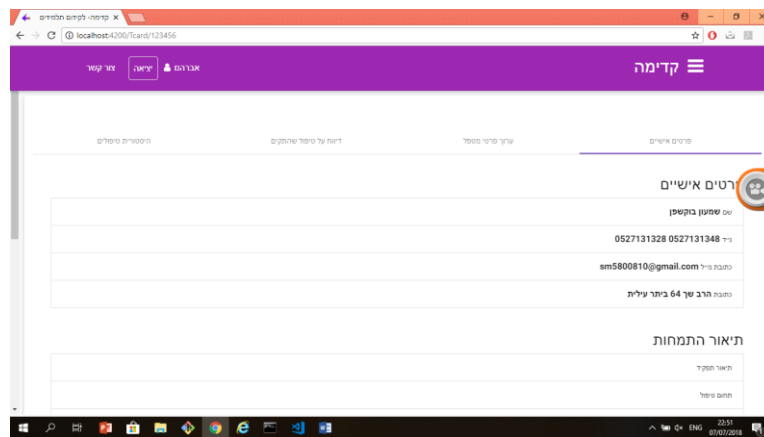 קדימה- לקידום תלמידים
localhost:4200/Tcard/123456
קדימה
אברהם
יציאה
צור קשר
פרטים אישיים
ערוך פרטי מטפל
דיווח על טיפול שהתקיים
היסטורית טיפולים
רטים אישיים
שם שמעון בוקשפן
נייד 0527131348 0527131328
כתובת מייל sm5800810@gmail.com
כתובת הרב שך 64 ביתר עילית
תיאור התמחות
תיאור תפקיד
תחום טיפול
ENG
22:51
07/07/2018